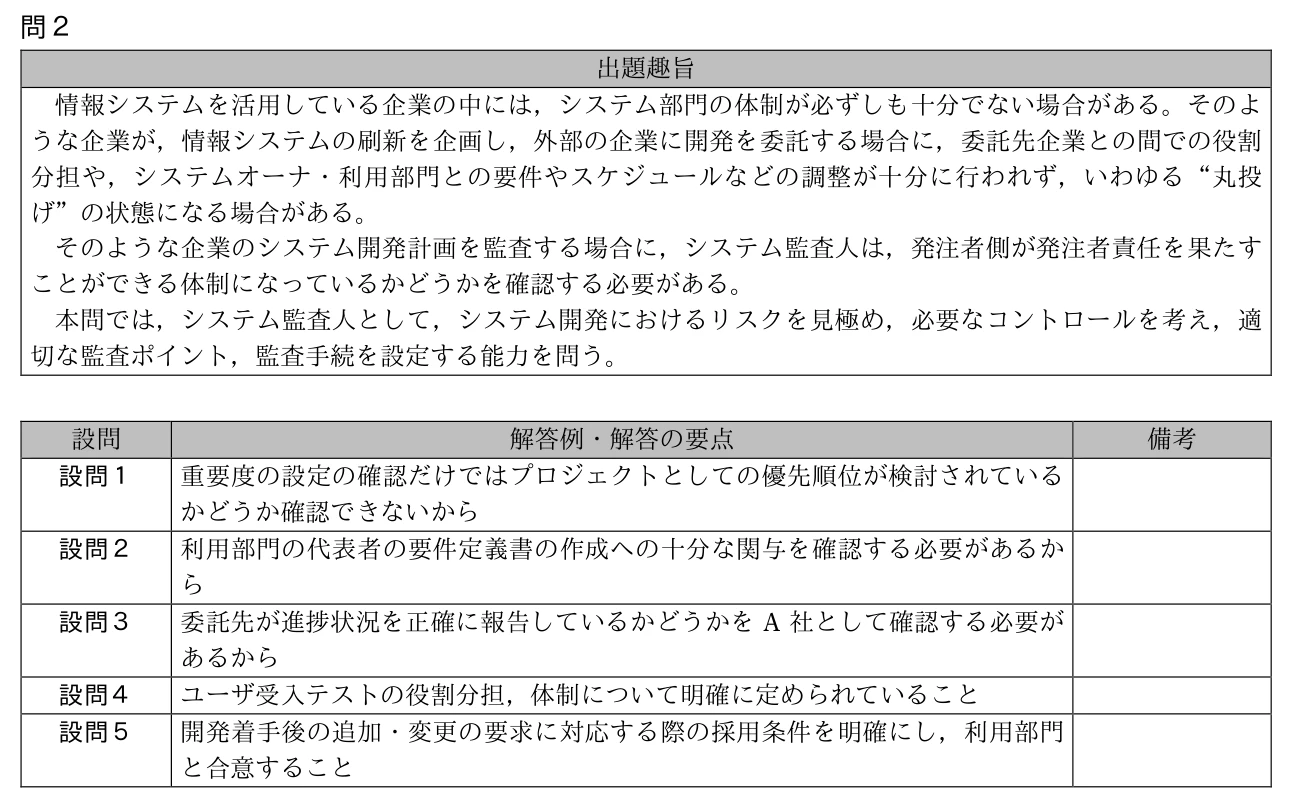 問2
出題趣旨
情報システムを活用している企業の中には，システム部門の体制が必ずしも十分でない場合がある。そのよ
うな企業が，情報システムの刷新を企画し，外部の企業に開発を委託する場合に，委託先企業との間での役割
分担や，システムオーナ・利用部門との要件やスケジュールなどの調整が十分に行われず，いわゆる“丸投
げ”の状態になる場合がある。
そのような企業のシステム開発計画を監査する場合に，システム監査人は，発注者側が発注者責任を果たす
ことができる体制になっているかどうかを確認する必要がある。
本問では，システム監査人として，システム開発におけるリスクを見極め，必要なコントロールを考え，適
切な監査ポイント，監査手続を設定する能力を問う。
設問 解答例・解答の要点 備考
設問1 重要度の設定の確認だけではプロジェクトとしての優先順位が検討されている
かどうか確認できないから
設問2 利用部門の代表者の要件定義書の作成への十分な関与を確認する必要があるか
ら
設問3 委託先が進捗状況を正確に報告しているかどうかを A 社として確認する必要が
あるから
設問4 ユーザ受入テストの役割分担，体制について明確に定められていること
設問5 開発着手後の追加・変更の要求に対応する際の採用条件を明確にし，利用部門
と合意すること